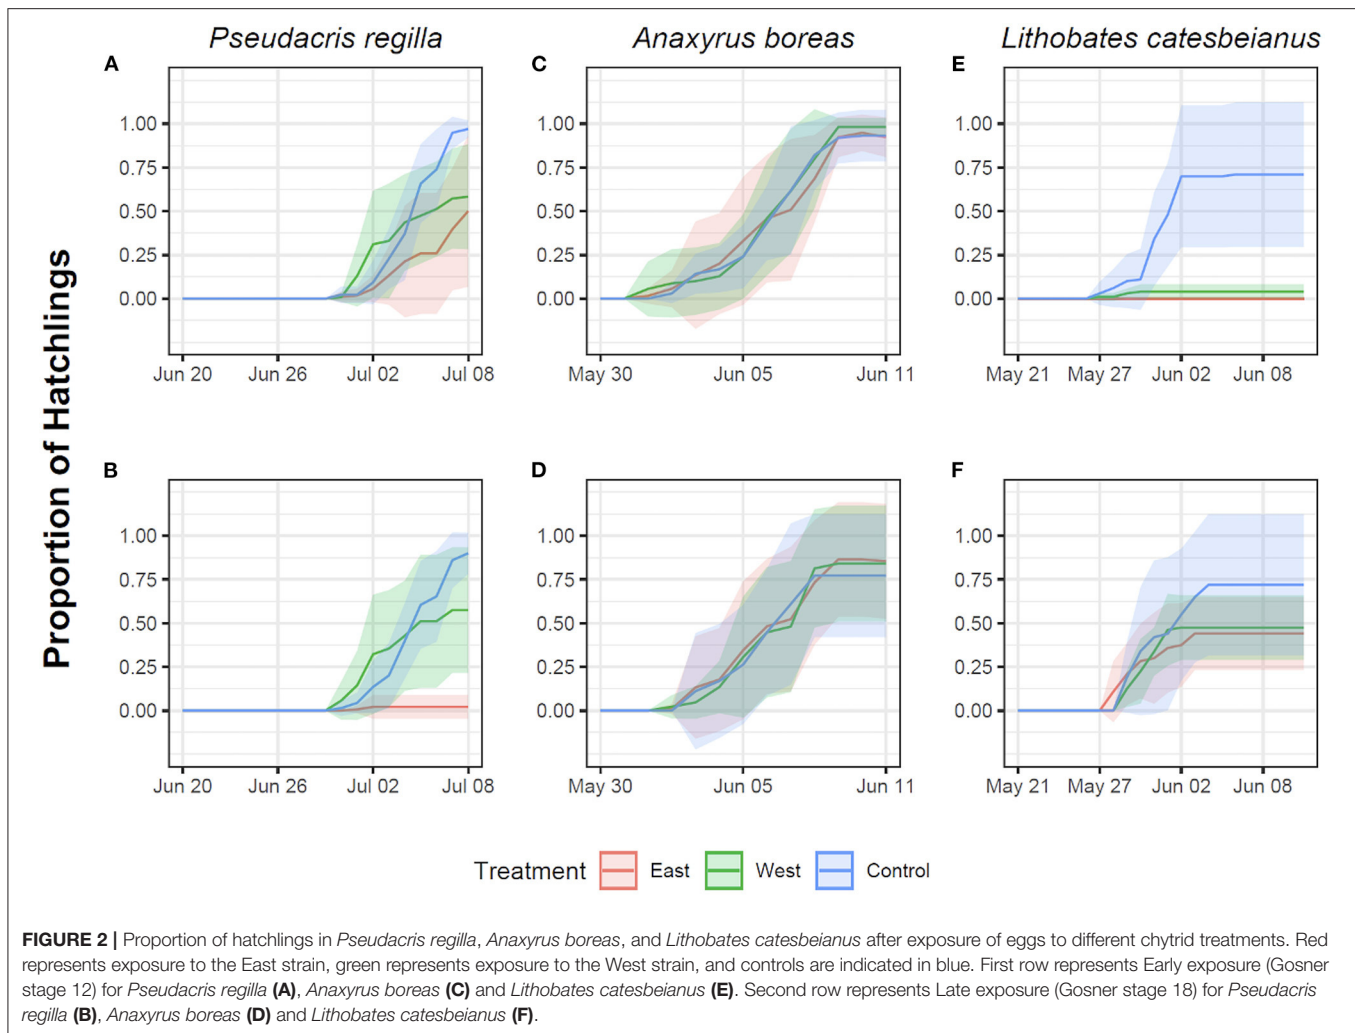 Pseudacris regilla
Anaxyrus boreas
Lithobates catesbeianus
Proportion of Hatchlings
A
1.00
0.75
0.50
0.25
0.00
Jun 20 Jun 26 Jul 02 Jul 08
C
1.00
0.75
0.50
0.25
0.00
May 30 Jun 05 Jun 11
E
1.00
0.75
0.50
0.25
0.00
May 21 May 27 Jun 02 Jun 08
B
1.00
0.75
0.50
0.25
0.00
Jun 20 Jun 26 Jul 02 Jul 08
D
1.00
0.75
0.50
0.25
0.00
May 30 Jun 05 Jun 11
F
1.00
0.75
0.50
0.25
0.00
May 21 May 27 Jun 02 Jun 08
Treatment East West Control
FIGURE 2 | Proportion of hatchlings in Pseudacris regilla, Anaxyrus boreas, and Lithobates catesbeianus after exposure of eggs to different chytrid treatments. Red
represents exposure to the East strain, green represents exposure to the West strain, and controls are indicated in blue. First row represents Early exposure (Gosner
stage 12) for Pseudacris regilla (A), Anaxyrus boreas (C) and Lithobates catesbeianus (E). Second row represents Late exposure (Gosner stage 18) for Pseudacris
regilla (B), Anaxyrus boreas (D) and Lithobates catesbeianus (F).